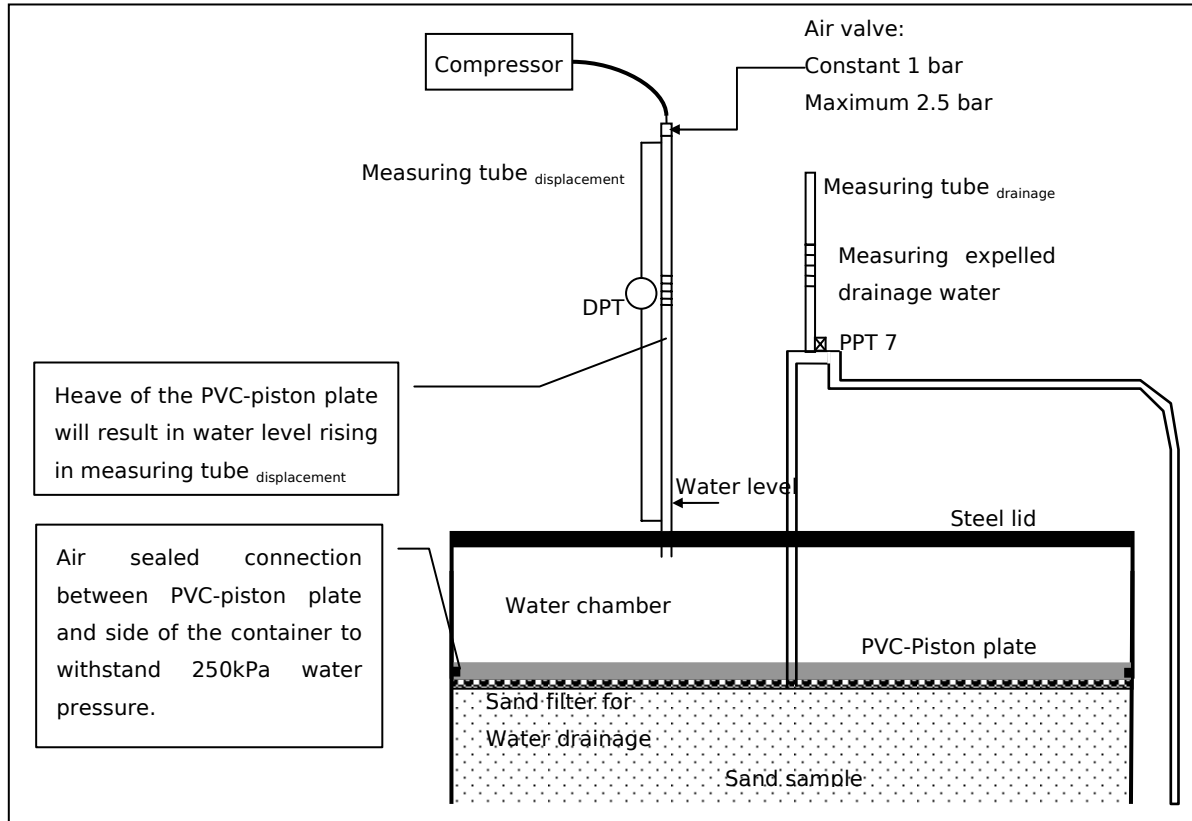 Air valve:
Constant 1 bar
Maximum 2.5 bar
Compressor
Measuring tube displacement
Measuring tube drainage
Measuring expelled
drainage water
DPT
PPT 7
Heave of the PVC-piston plate
will result in water level rising
in measuring tube displacement
Water level
Steel lid
Air sealed connection
between PVC-piston plate
and side of the container to
withstand 250kPa water
pressure.
Water chamber
PVC-Piston plate
Sand filter for
Water drainage
Sand sample